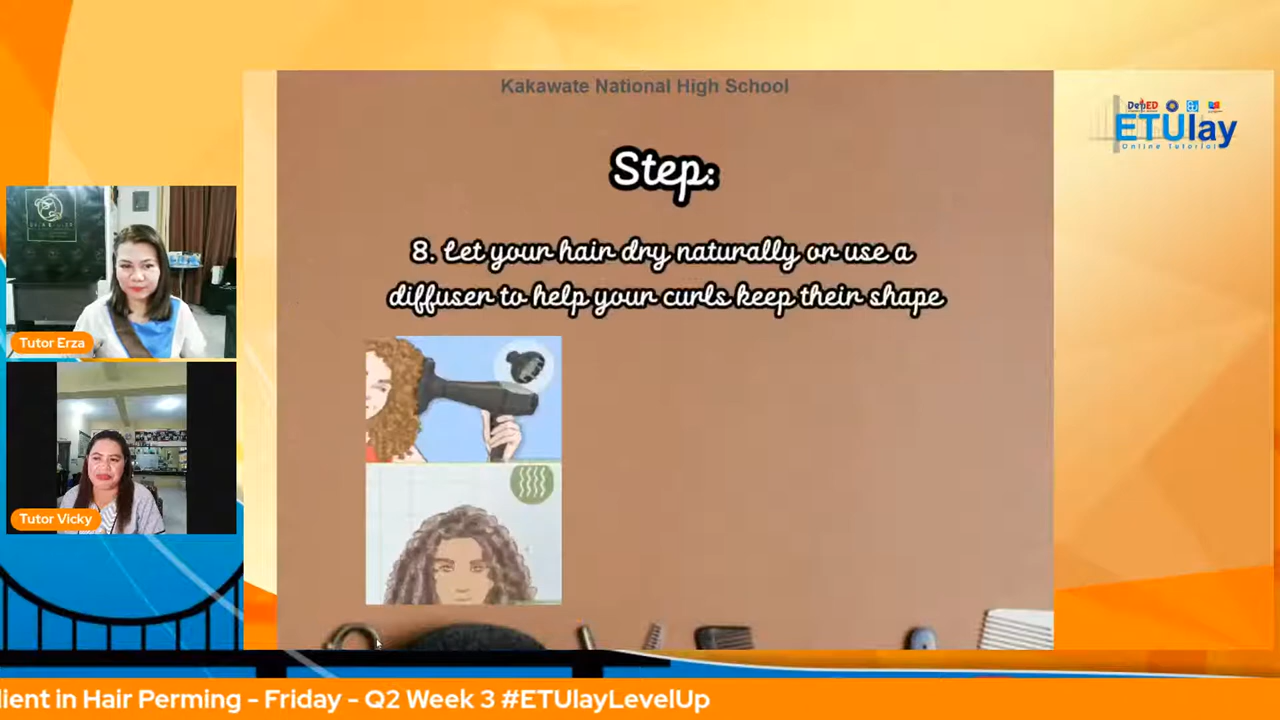 Kakawate National High School
DepED
ETUlay
Online Tutorial
Step:
8. Let your hair dry naturally or use a
diffuser to help your curls keep their shape
Tutor Erza
Tutor Vicky
lient in Hair Perming - Friday - Q2 Week 3 #ETUlayLevelUp